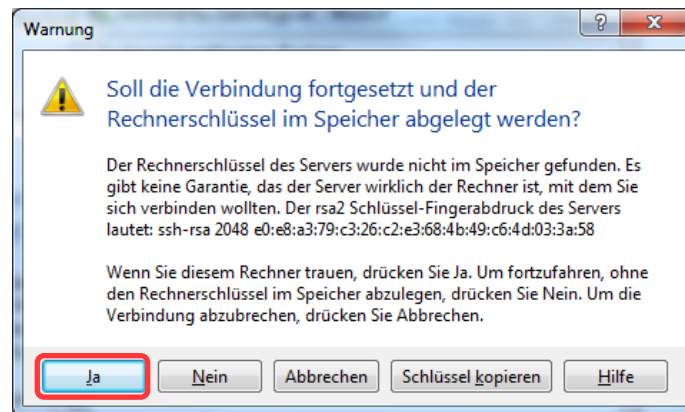 Warnung
Soll die Verbindung fortgesetzt und der
Rechnerschlüssel im Speicher abgelegt werden?
Der Rechnerschlüssel des Servers wurde nicht im Speicher gefunden. Es
gibt keine Garantie, das der Server wirklich der Rechner ist, mit dem Sie
sich verbinden wollten. Der rsa2 Schlüssel-Fingerabdruck des Servers
lautet: ssh-rsa 2048 e0:e8:a3:79:c3:26:c2:e3:68:4b:49:c6:4d:03:3a:58
Wenn Sie diesem Rechner trauen, drücken Sie Ja. Um fortzufahren, ohne
den Rechnerschlüssel im Speicher abzulegen, drücken Sie Nein. Um die
Verbindung abzubrechen, drücken Sie Abbrechen.
Ja Nein Abbrechen Schlüssel kopieren Hilfe